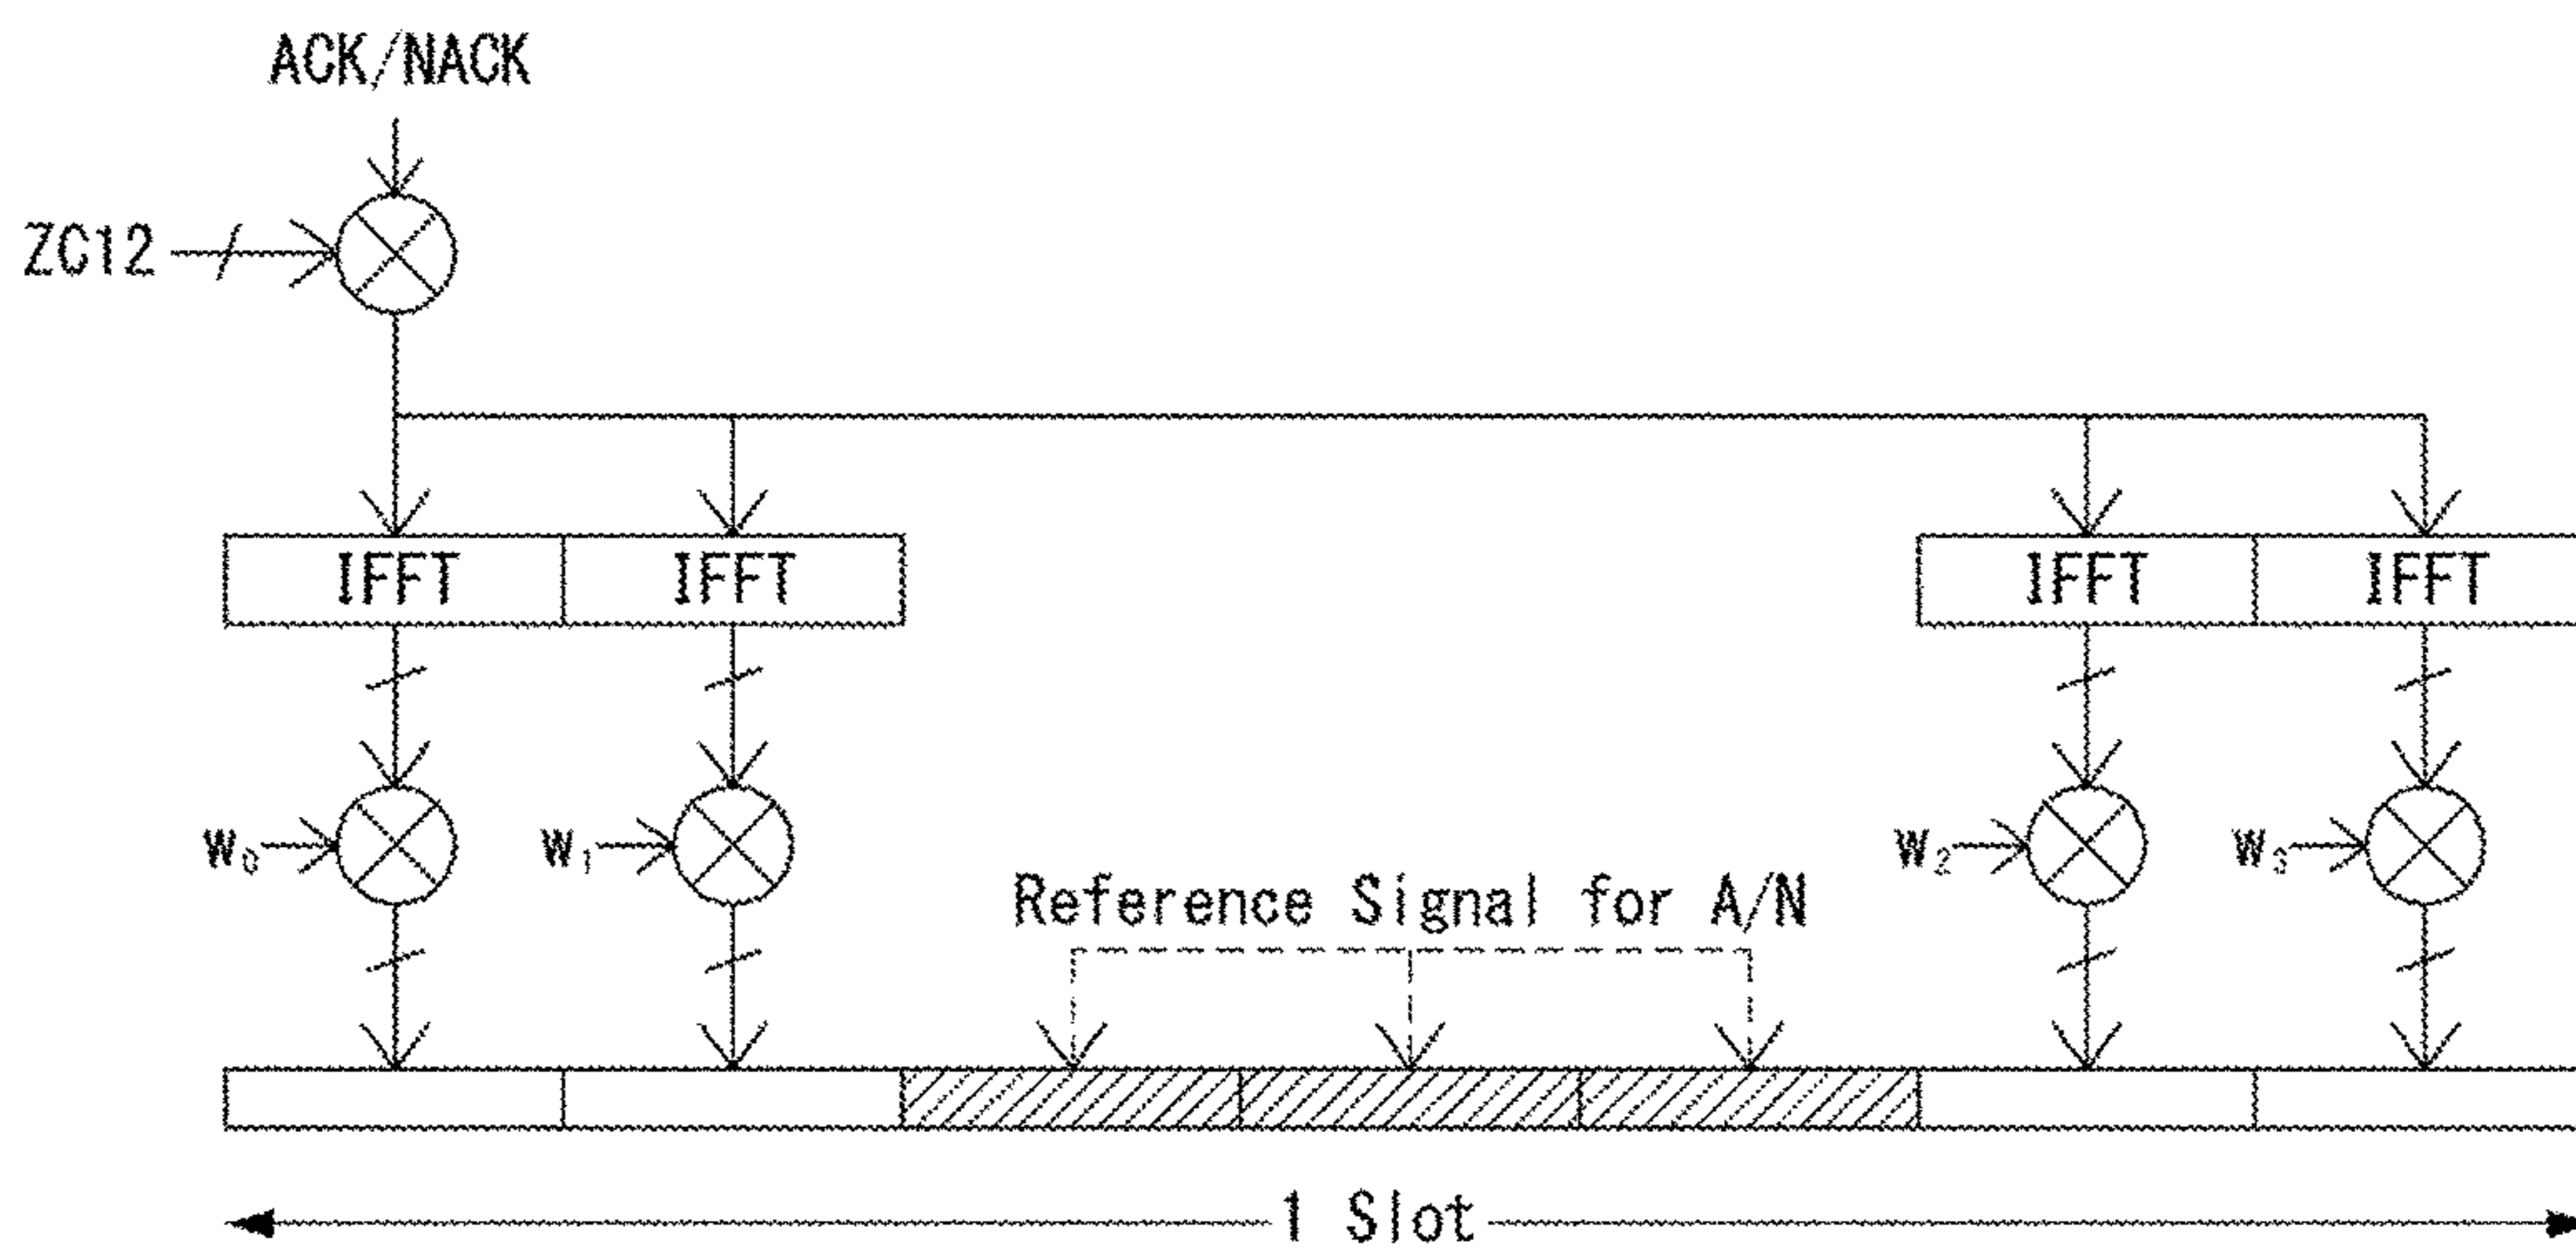 ACK/NACK
ZC12
IFFT IFFT IFFT IFFT
W₀ W₁ W₂ W₃
Reference Signal for A/N
1 Slot